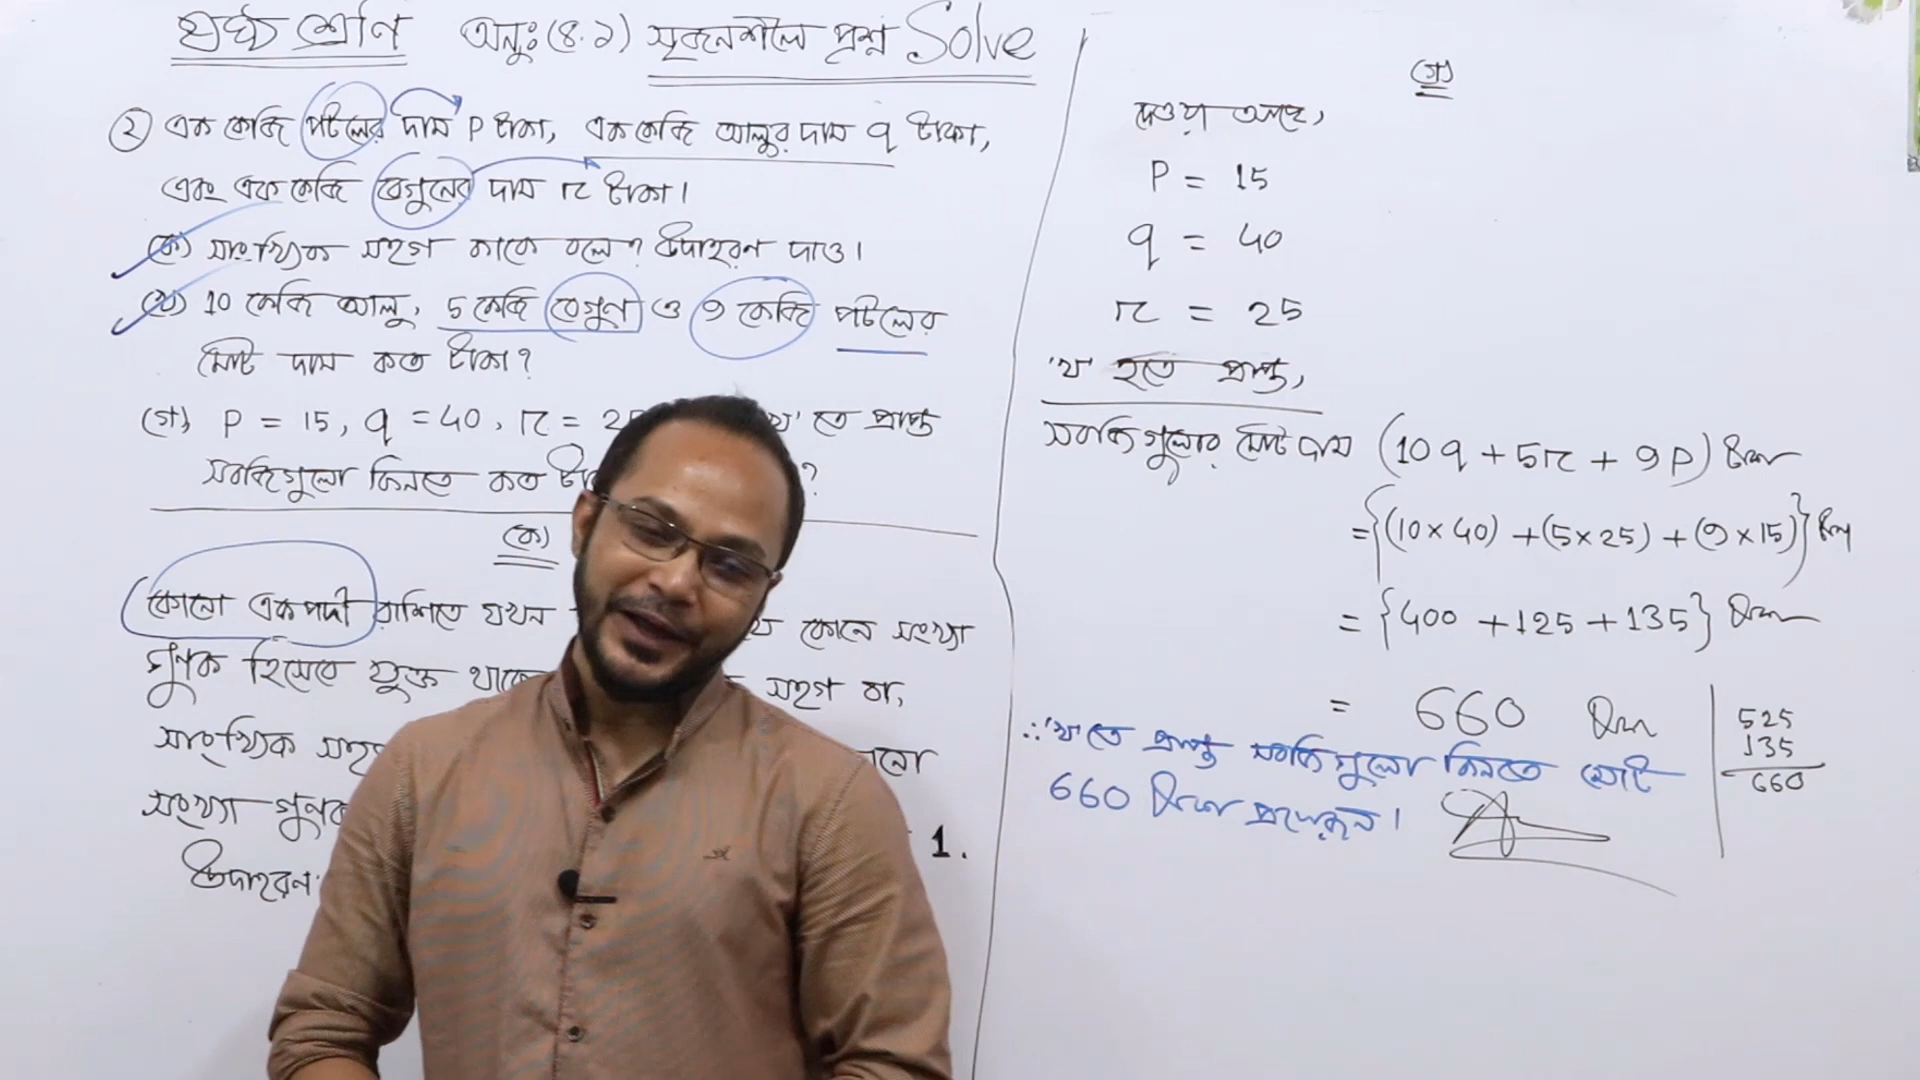 ষষ্ঠ শ্রেণি অনুঃ (৪.১) সৃজনশীল প্রশ্ন Solve
২ এক কেজি পটলের দাম p টাকা, এক কেজি আলুর দাম q টাকা,
এবং এক কেজি বেগুনের দাম r টাকা।
(ক) সাংখ্যিক সহগ কাকে বলে? উদাহরণ দাও।
(খ) 10 কেজি আলু, 5 কেজি বেগুণ ও 9 কেজি পটলের
মোট দাম কত টাকা?
(গ) p = 15, q = 40, r = 2 'খ' তে প্রাপ্ত
সবজিগুলো কিনতে কত ?
(ক)
কোনো একপদী রাশিতে যখন কোনো সংখ্যা
গুণক হিসেবে যুক্ত থাকে সহগ বা,
সাংখ্যিক
সংখ্যা গুণক 1.
উদাহরণ:
(গ)
দেওয়া আছে,
P = 15
q = 40
r = 25
'খ' হতে প্রাপ্ত,
সবজিগুলোর মোট দাম (10q + 5r + 9p) টাকা
= {(10×40) + (5×25) + (9×15)} টাকা
= {400 + 125 + 135} টাকা
= 660 টাকা
525
135
660
∴ 'খ' তে প্রাপ্ত সবজিগুলো কিনতে মোট
660 টাকা প্রয়োজন।